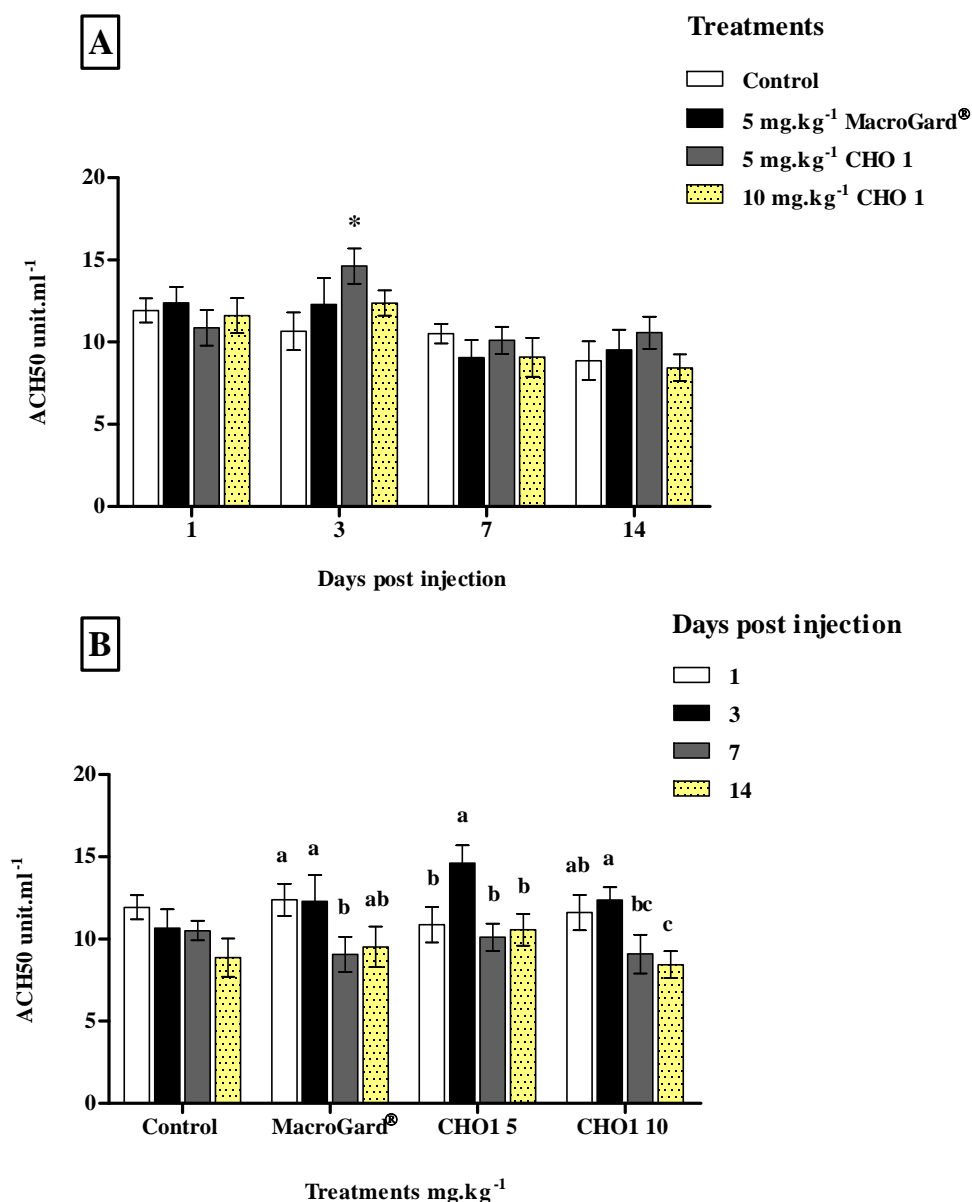 A
Treatments
Control
5 mg.kg⁻¹ MacroGard®
5 mg.kg⁻¹ CHO 1
10 mg.kg⁻¹ CHO 1
20
15
10
5
0
*
ACH50 unit.ml⁻¹
1 3 7 14
Days post injection
B
Days post injection
1
3
7
14
20
15
10
5
0
a a b ab b a b b ab a bc c
ACH50 unit.ml⁻¹
Control MacroGard® CHO1 5 CHO1 10
Treatments mg.kg⁻¹